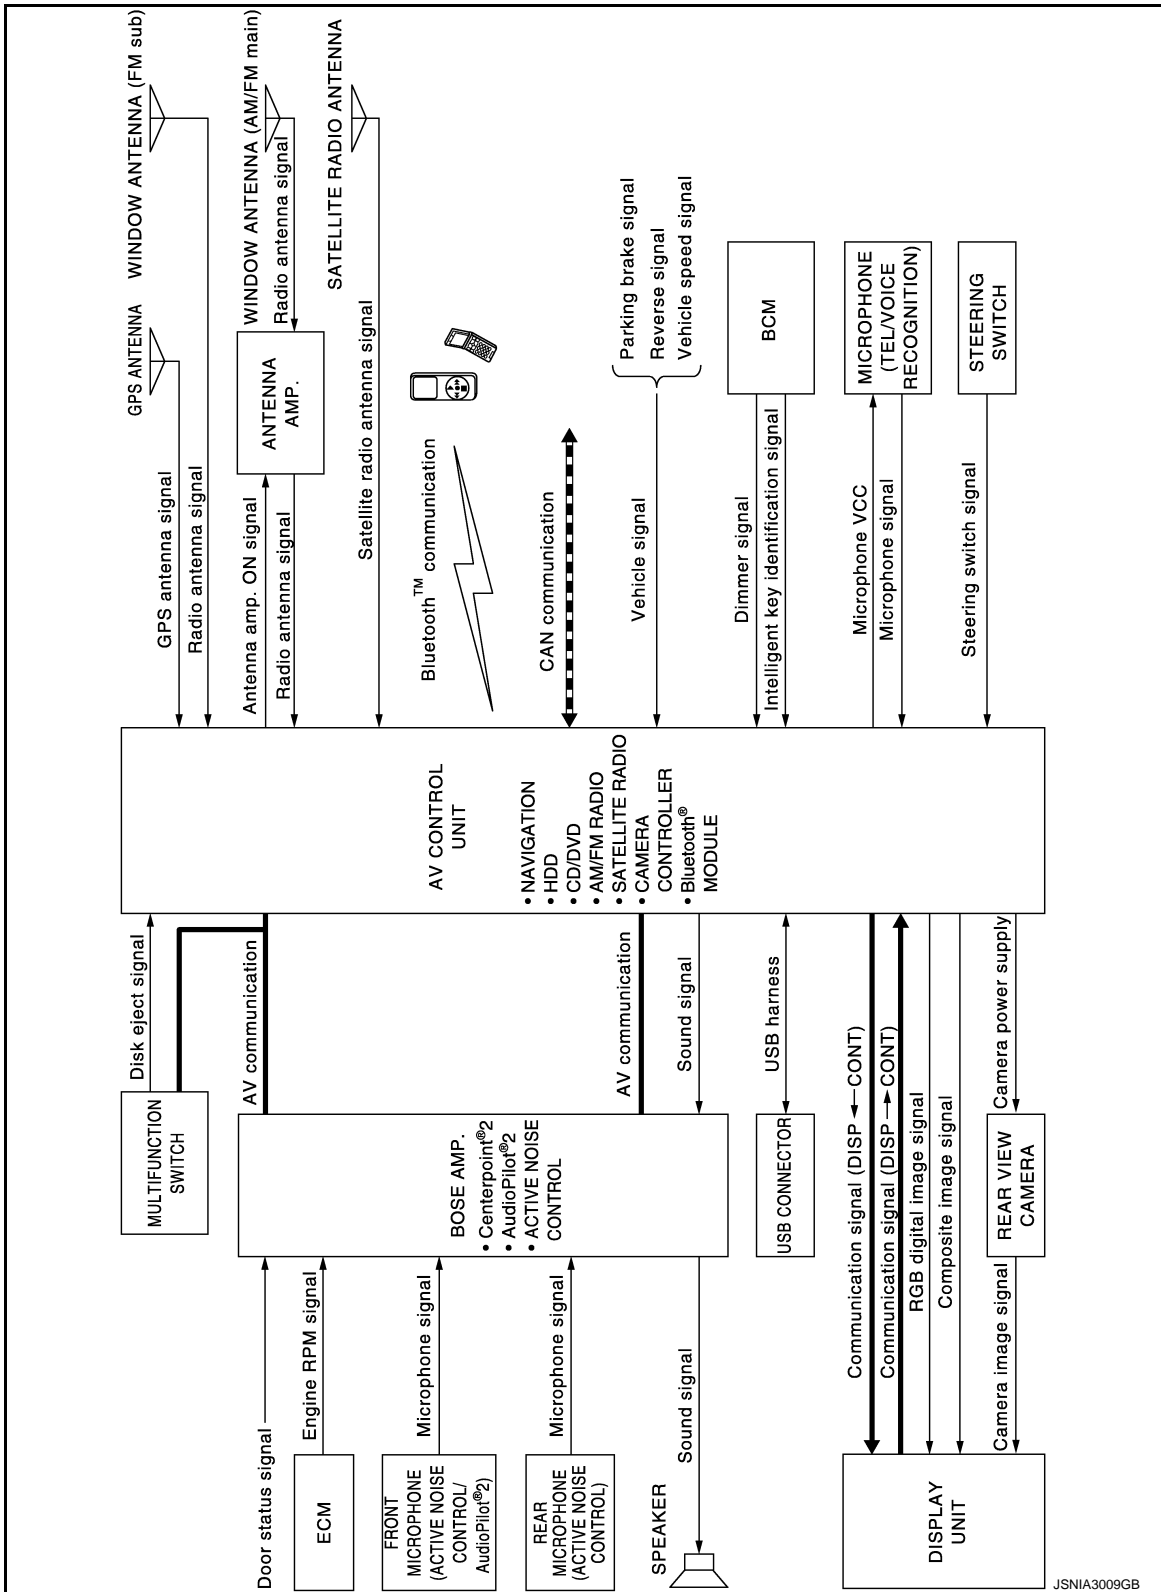 GPS ANTENNA
WINDOW ANTENNA (FM sub)
WINDOW ANTENNA (AM/FM main)
SATELLITE RADIO ANTENNA
GPS antenna signal
Radio antenna signal
Radio antenna signal
ANTENNA
AMP.
Antenna amp. ON signal
Radio antenna signal
Satellite radio antenna signal
Bluetooth™ communication
CAN communication
Parking brake signal
Reverse signal
Vehicle speed signal
Vehicle signal
BCM
Dimmer signal
Intelligent key identification signal
MICROPHONE
(TEL/VOICE
RECOGNITION)
Microphone VCC
Microphone signal
STEERING
SWITCH
Steering switch signal
AV CONTROL
UNIT
• NAVIGATION
• HDD
• CD/DVD
• AM/FM RADIO
• SATELLITE RADIO
• CAMERA
CONTROLLER
• Bluetooth®
MODULE
Disk eject signal
AV communication
AV communication
Sound signal
USB harness
Communication signal (DISP ← CONT)
Communication signal (DISP → CONT)
RGB digital image signal
Composite image signal
Camera power supply
MULTIFUNCTION
SWITCH
BOSE AMP.
• Centerpoint®2
• AudioPilot®2
• ACTIVE NOISE
CONTROL
USB CONNECTOR
REAR VIEW
CAMERA
Door status signal
Engine RPM signal
Microphone signal
Microphone signal
Sound signal
Camera image signal
ECM
FRONT
MICROPHONE
(ACTIVE NOISE
CONTROL/
AudioPilot®2)
REAR
MICROPHONE
(ACTIVE NOISE
CONTROL)
SPEAKER
DISPLAY
UNIT
JSNIA3009GB